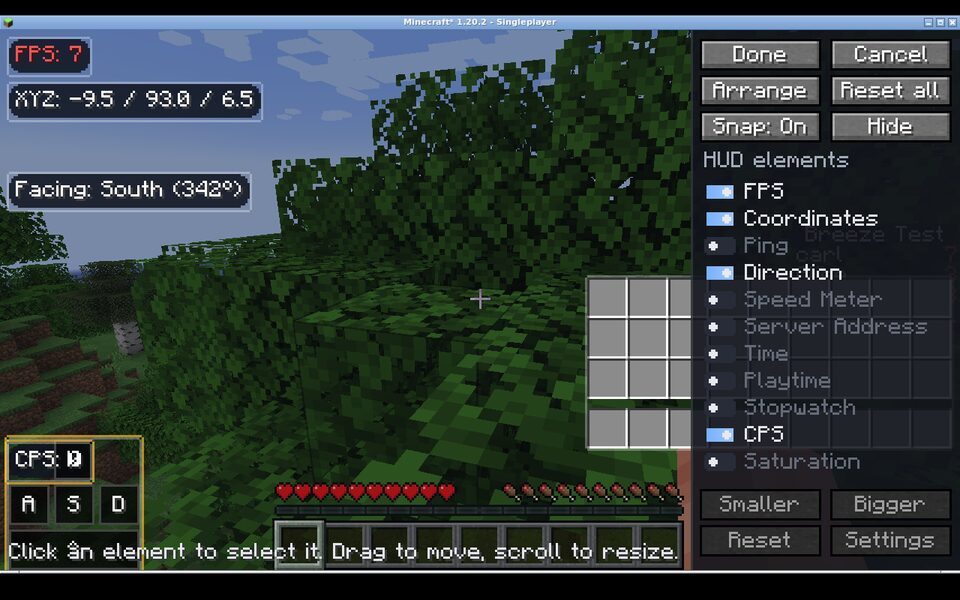 Minecraft* 1.20.2 - Singleplayer
FPS: 7
XYZ: -9.5 / 93.0 / 6.5
Facing: South (342°)
Done
Cancel
Arrange
Reset all
Snap: On
Hide
HUD elements
FPS
Coordinates
Ping
Breeze Test
Direction
Speed Meter
Server Address
Time
Playtime
Stopwatch
CPS
Saturation
CPS: 0
A S D
Click an element to select it. Drag to move, scroll to resize.
Smaller
Bigger
Reset
Settings